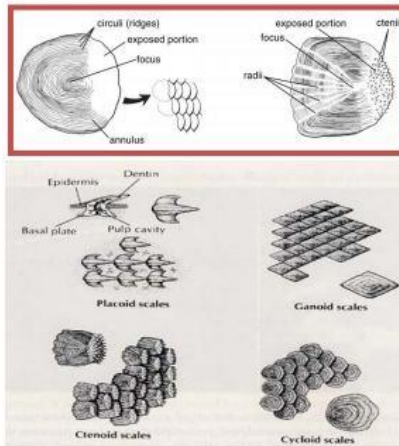 circuli (ridges)
exposed portion
focus
annulus
exposed portion
focus
radii
Epidermis
Dentin
Basal plate
Pulp cavity
Placoid scales
Ganoid scales
Ctenoid scales
Cycloid scales